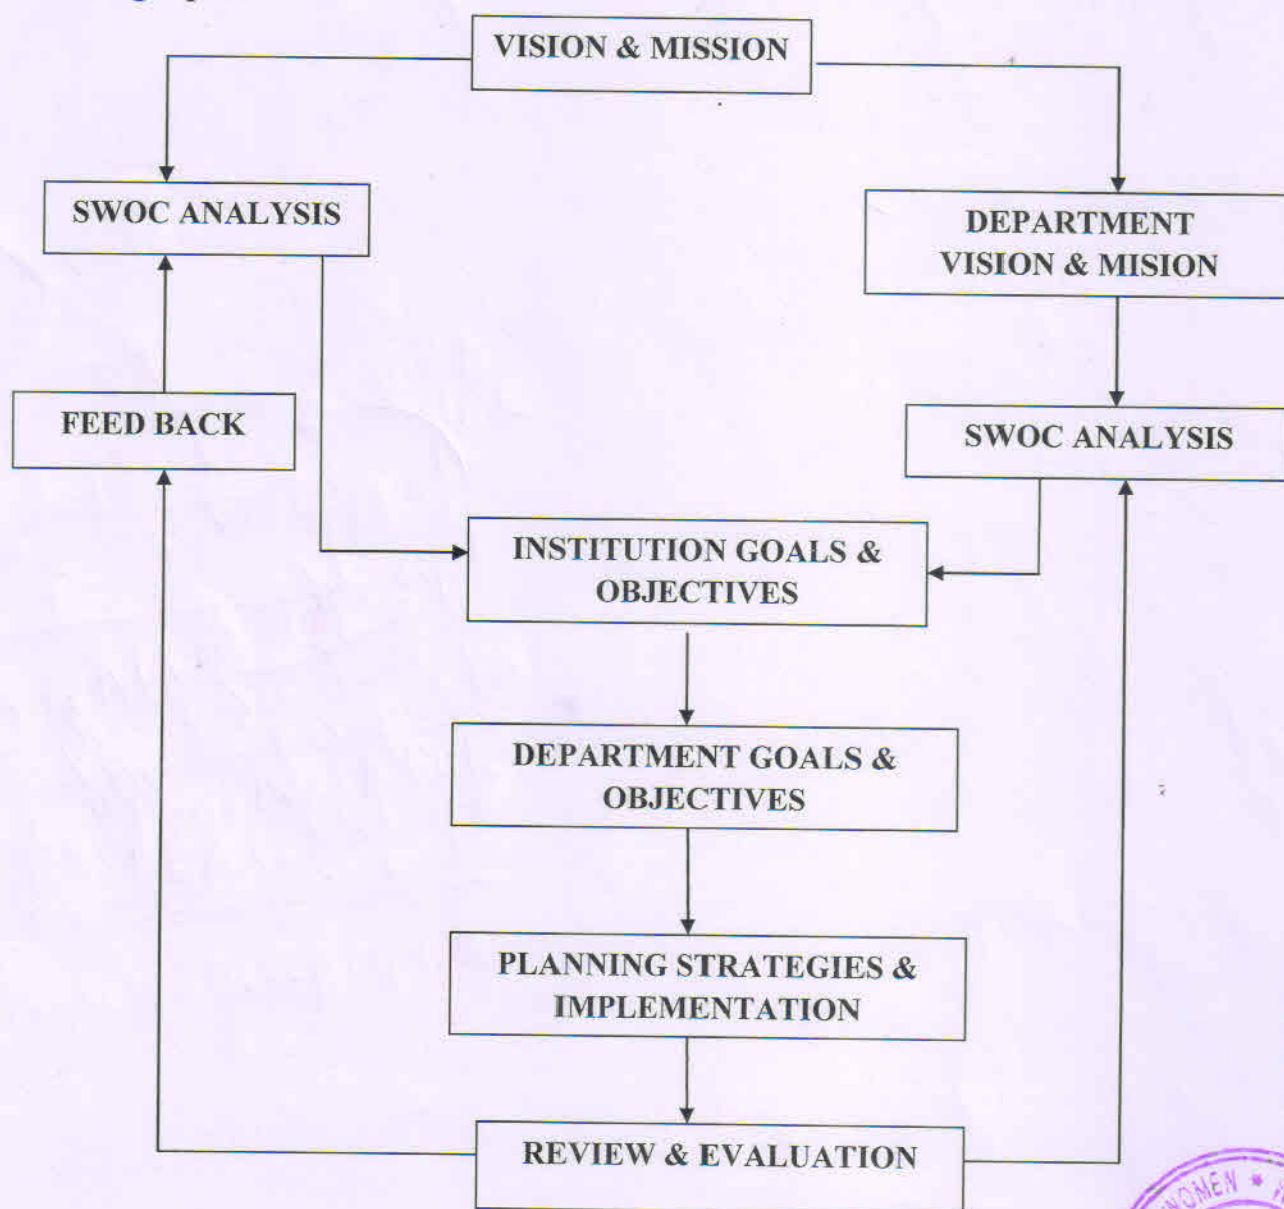 VISION & MISSION
SWOC ANALYSIS
DEPARTMENT
VISION & MISION
FEED BACK
SWOC ANALYSIS
INSTITUTION GOALS &
OBJECTIVES
DEPARTMENT GOALS &
OBJECTIVES
PLANNING STRATEGIES &
IMPLEMENTATION
REVIEW & EVALUATION
WOMEN *